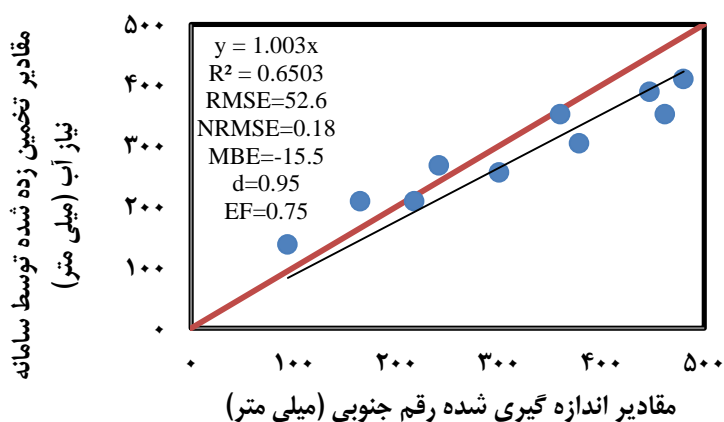 مقادیر تخمین زده شده توسط سامانه
نیاز آب (میلی متر)
۵۰۰
۴۰۰
۳۰۰
۲۰۰
۱۰۰
۰
y = 1.003x
R² = 0.6503
RMSE=52.6
NRMSE=0.18
MBE=-15.5
d=0.95
EF=0.75
۰ ۱۰۰ ۲۰۰ ۳۰۰ ۴۰۰ ۵۰۰
مقادیر اندازه گیری شده رقم جنوبی (میلی متر)